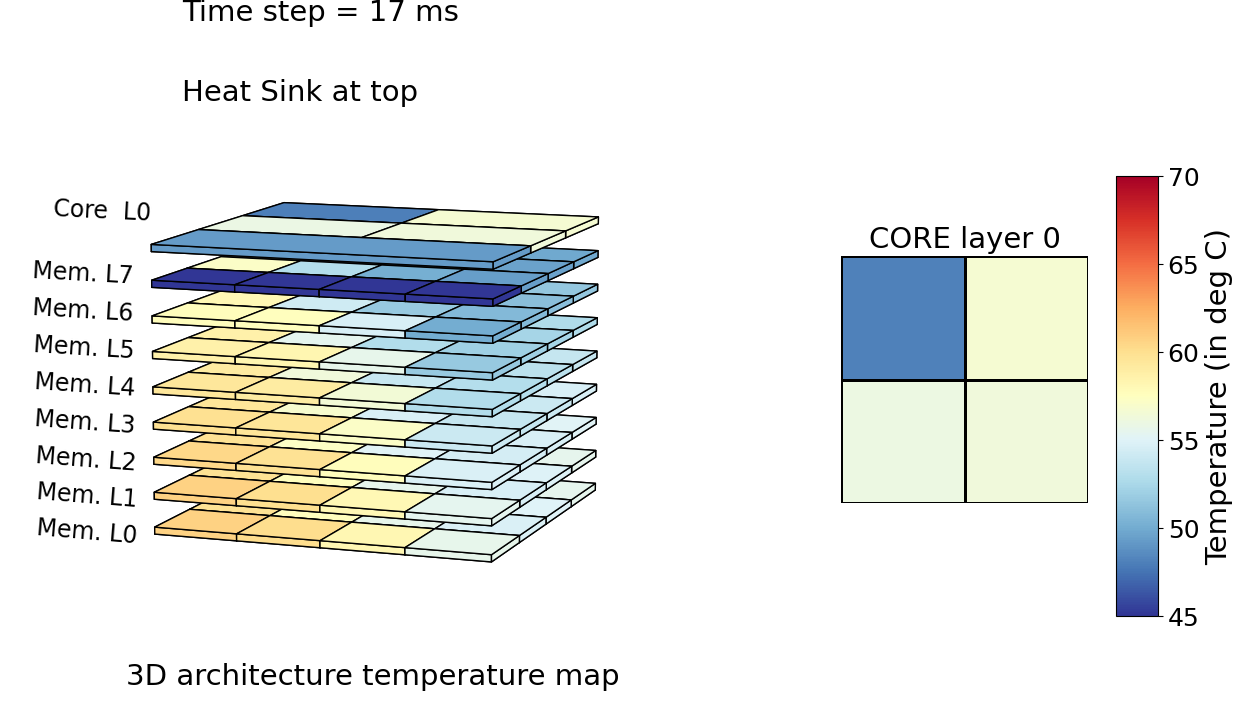 Time step = 17 ms
Heat Sink at top
Core  L0
Mem. L7
Mem. L6
Mem. L5
Mem. L4
Mem. L3
Mem. L2
Mem. L1
Mem. L0
3D architecture temperature map
CORE layer 0
70
65
60
55
50
45
Temperature (in deg C)